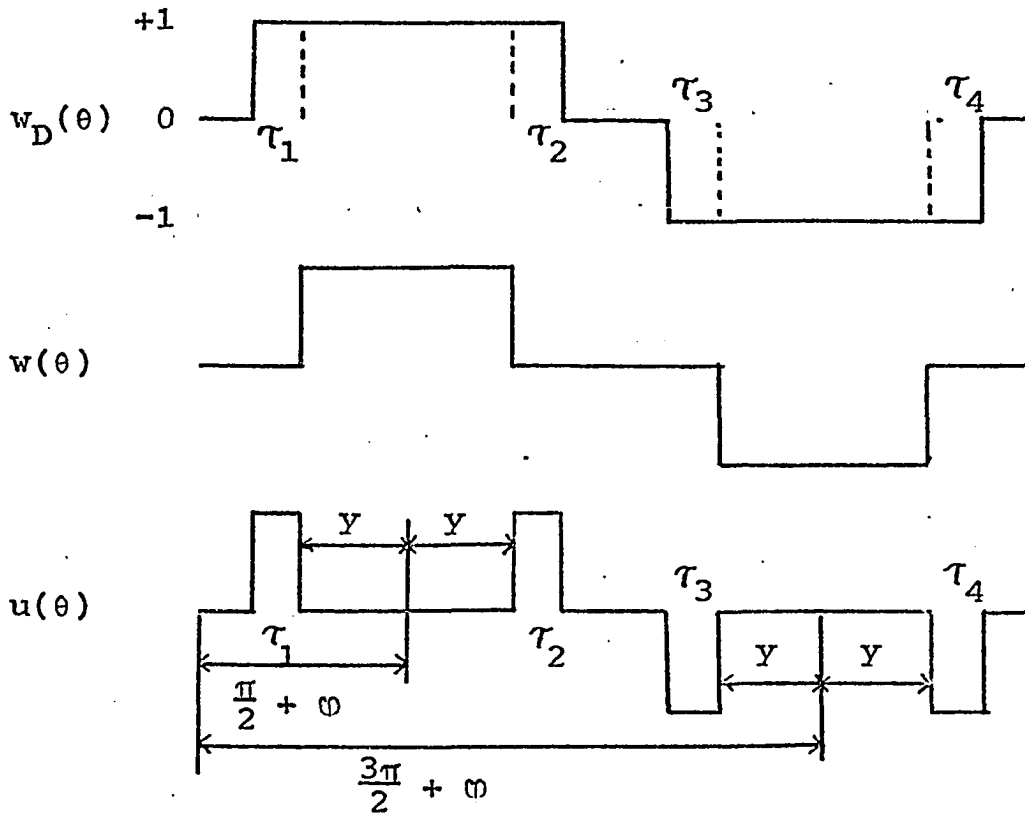 +1
w_D(θ) 0
τ_1 τ_2 τ_3 τ_4
-1
w(θ)
y y
u(θ)
τ_1 τ_2 τ_3 τ_4
y y
π/2 + φ
3π/2 + φ